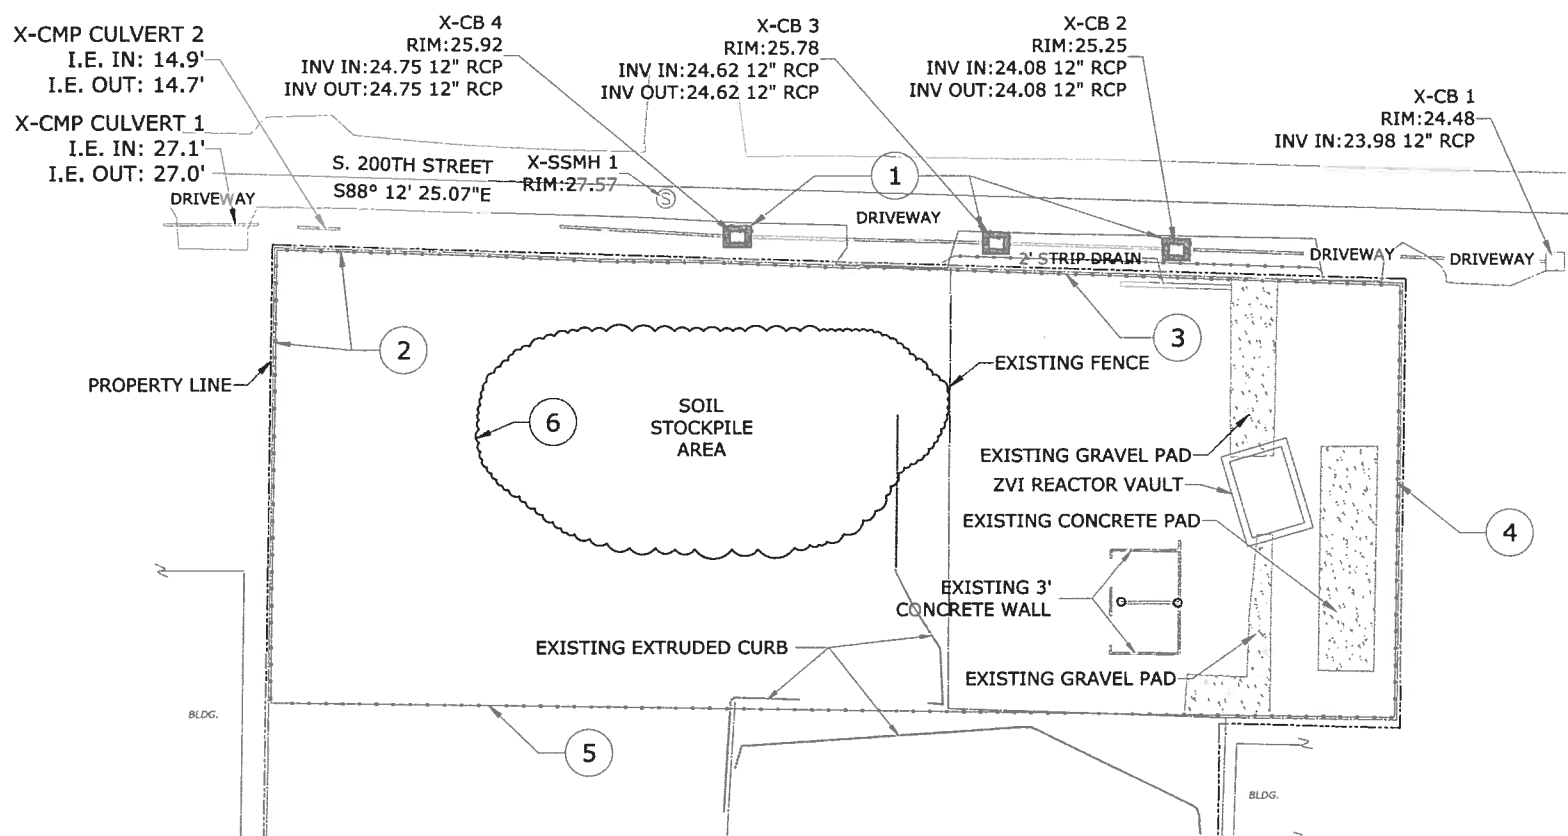 X-CMP CULVERT 2
I.E. IN: 14.9'
I.E. OUT: 14.7'
X-CMP CULVERT 1
I.E. IN: 27.1'
I.E. OUT: 27.0'
X-CB 4
RIM:25.92
INV IN:24.75 12" RCP
INV OUT:24.75 12" RCP
X-CB 3
RIM:25.78
INV IN:24.62 12" RCP
INV OUT:24.62 12" RCP
X-CB 2
RIM:25.25
INV IN:24.08 12" RCP
INV OUT:24.08 12" RCP
X-CB 1
RIM:24.48
INV IN:23.98 12" RCP
S. 200TH STREET
S88° 12' 25.07"E
X-SSMH 1
RIM:27.57
S
1
DRIVEWAY
DRIVEWAY
DRIVEWAY
DRIVEWAY
2' STRIP DRAIN
2
3
PROPERTY LINE
EXISTING FENCE
6
SOIL
STOCKPILE
AREA
EXISTING GRAVEL PAD
ZVI REACTOR VAULT
EXISTING CONCRETE PAD
4
EXISTING 3'
CONCRETE WALL
EXISTING EXTRUDED CURB
EXISTING GRAVEL PAD
BLDG.
5
BLDG.